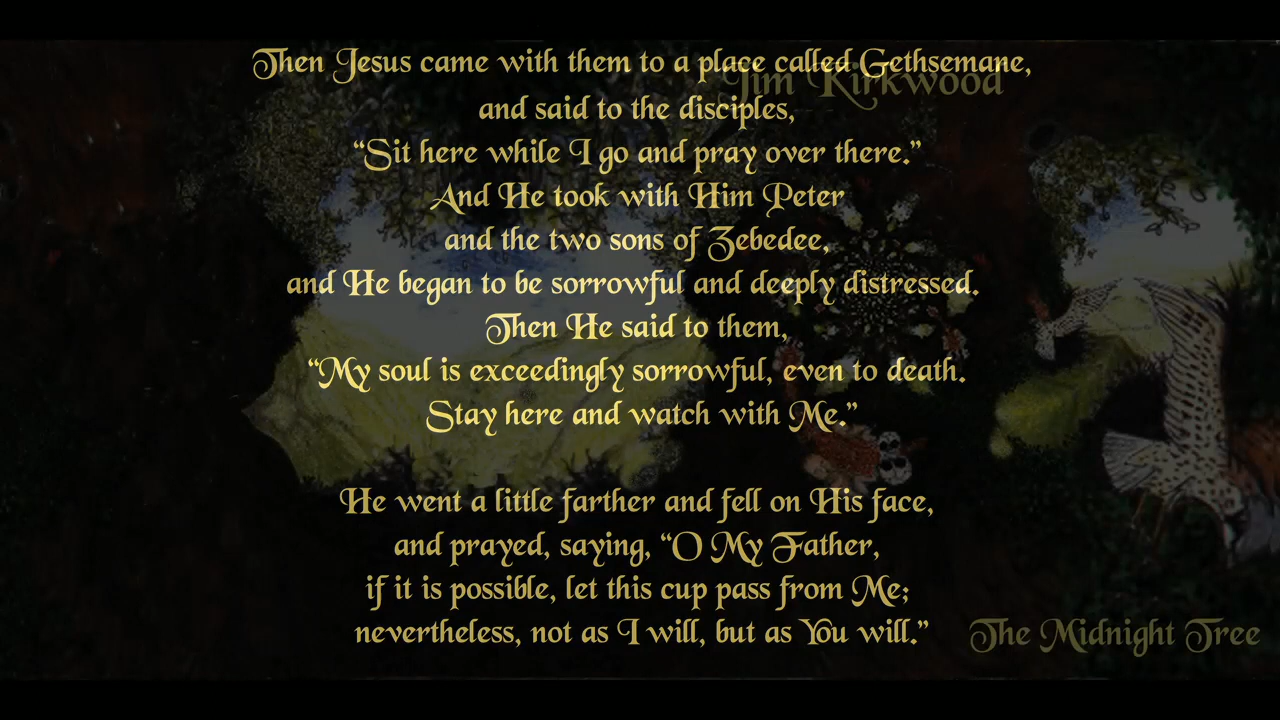 Then Jesus came with them to a place called Gethsemane,
Jim Kirkwood
and said to the disciples,
“Sit here while I go and pray over there.”
And He took with Him Peter
and the two sons of Zebedee,
and He began to be sorrowful and deeply distressed.
Then He said to them,
“My soul is exceedingly sorrowful, even to death.
Stay here and watch with Me.”
He went a little farther and fell on His face,
and prayed, saying, “O My Father,
if it is possible, let this cup pass from Me;
nevertheless, not as I will, but as You will.”
The Midnight Tree